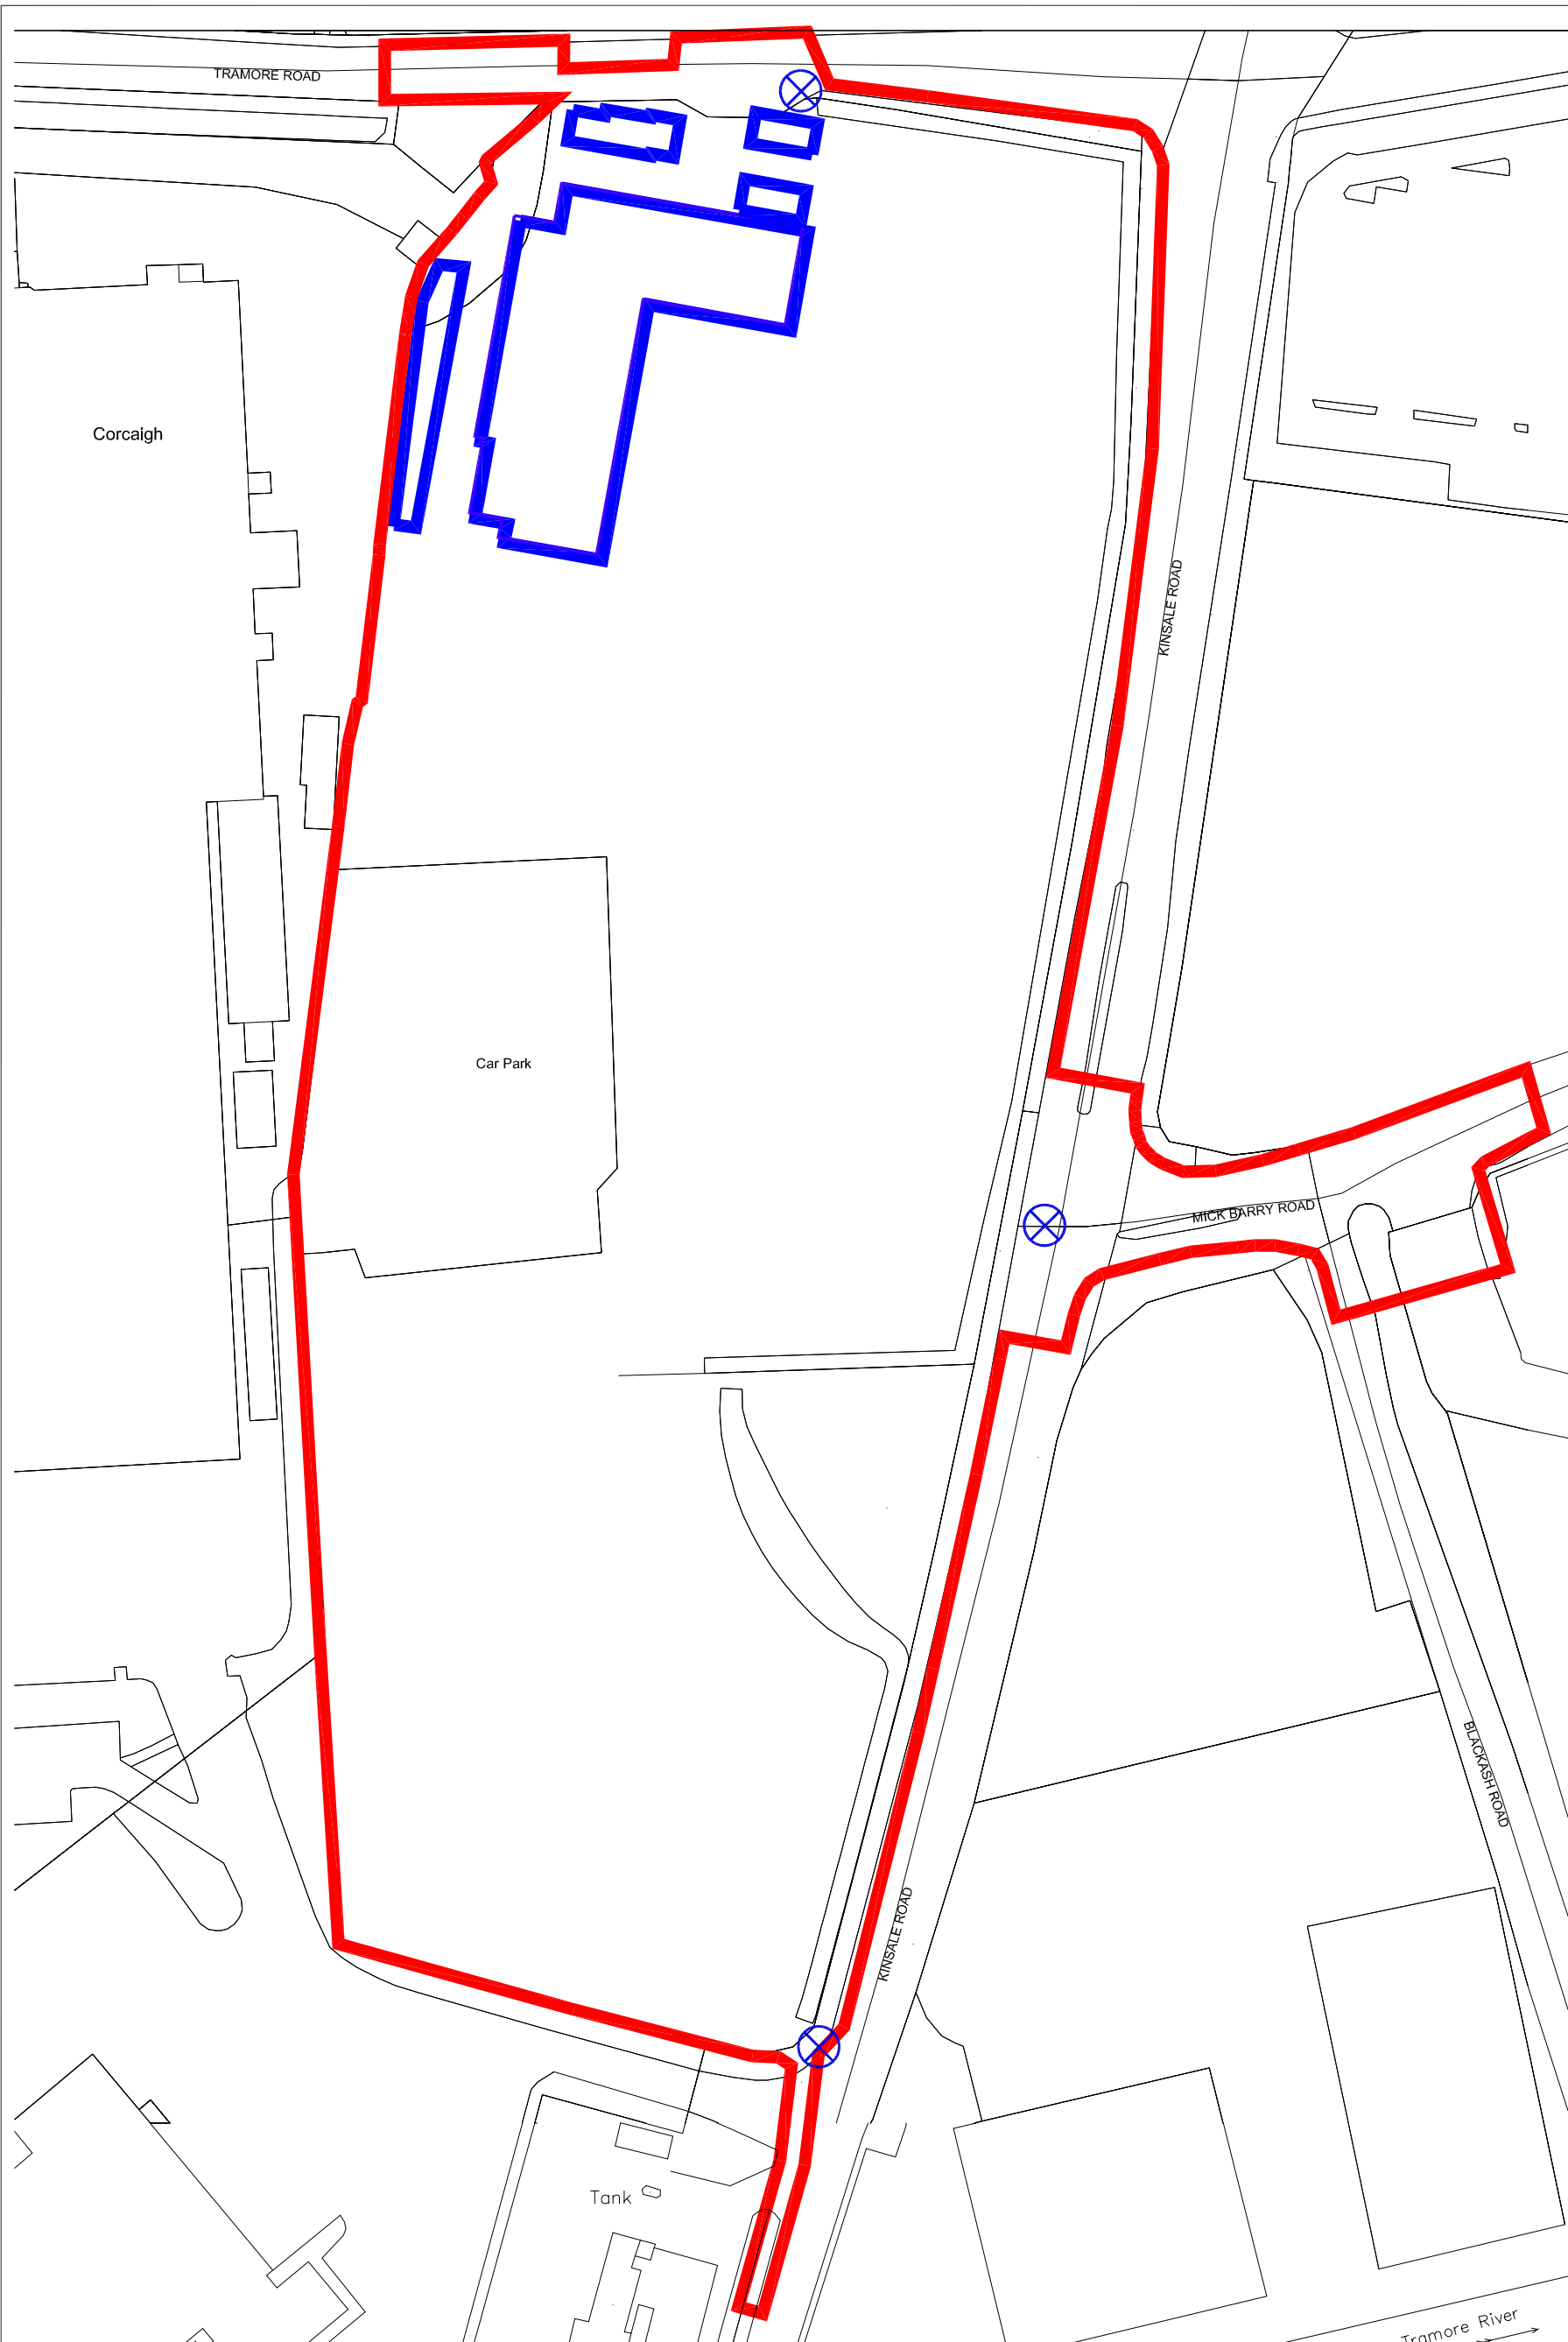 TRAMORE ROAD
Corcaigh
KINSALE ROAD
Car Park
MICK BARRY ROAD
BLACKASH ROAD
KINSALE ROAD
Tank
Tramore River